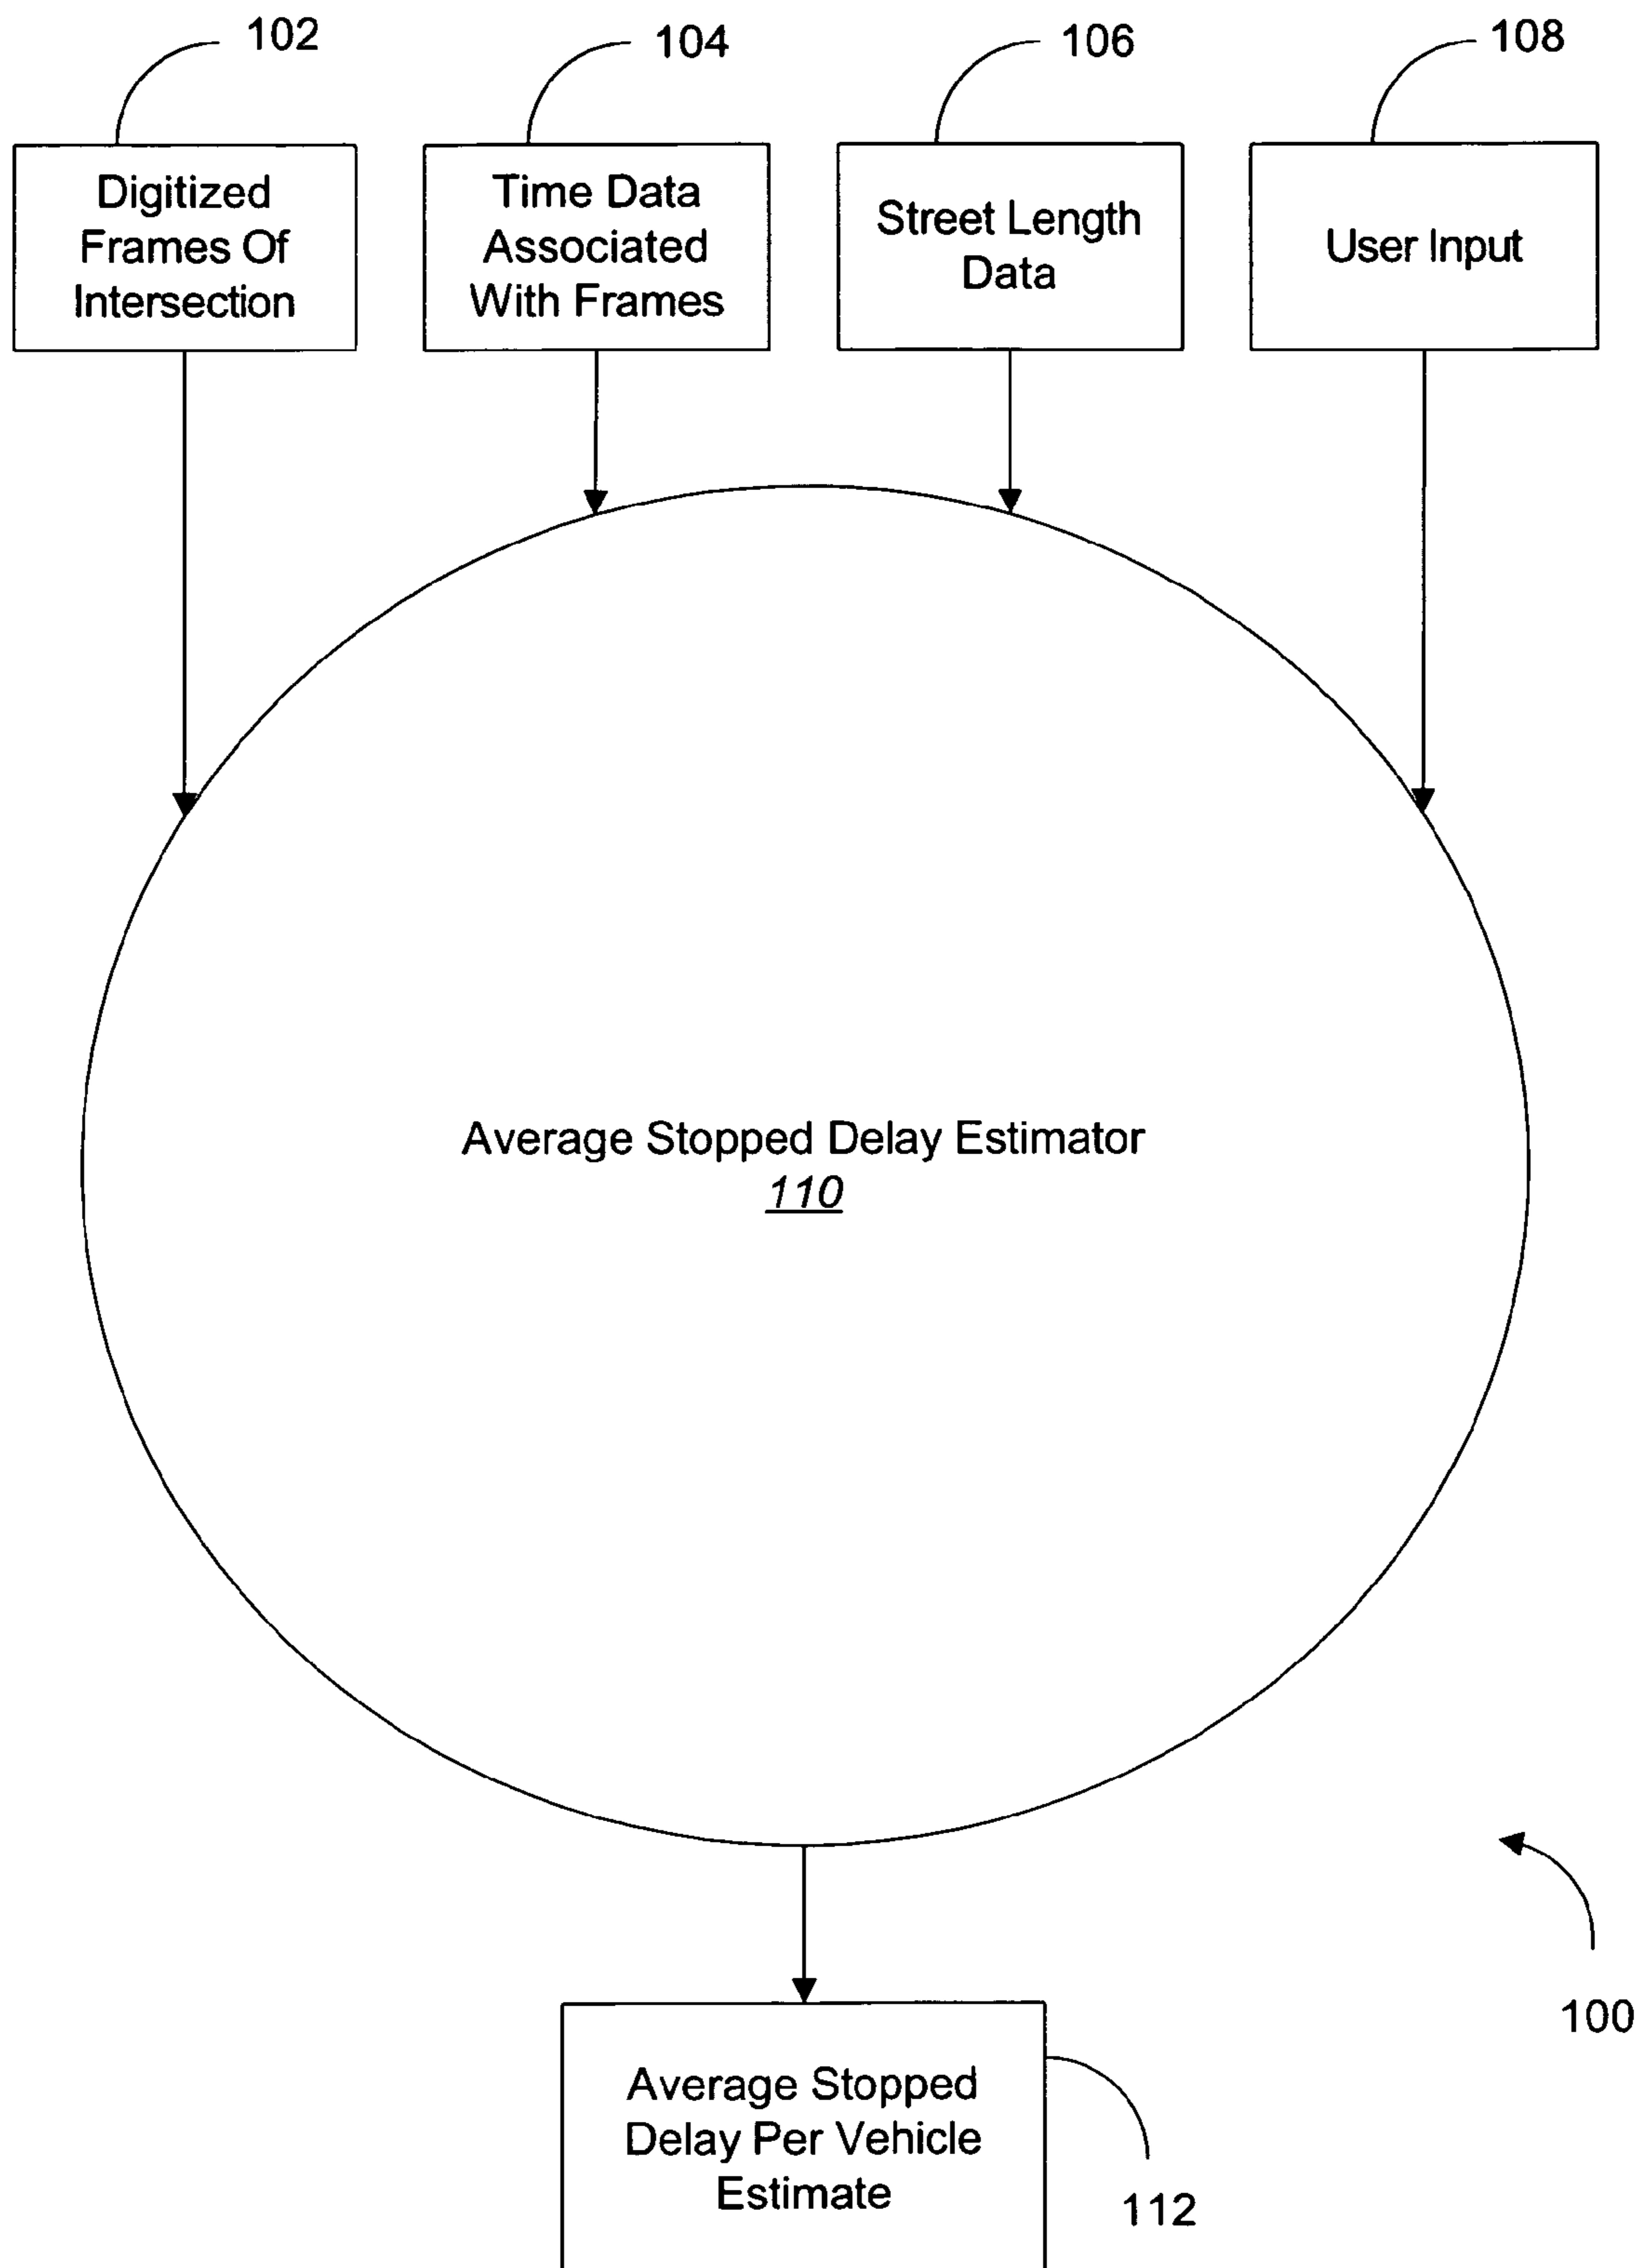 102
104
106
108
Digitized
Frames Of
Intersection
Time Data
Associated
With Frames
Street Length
Data
User Input
Average Stopped Delay Estimator
110
100
Average Stopped
Delay Per Vehicle
Estimate
112